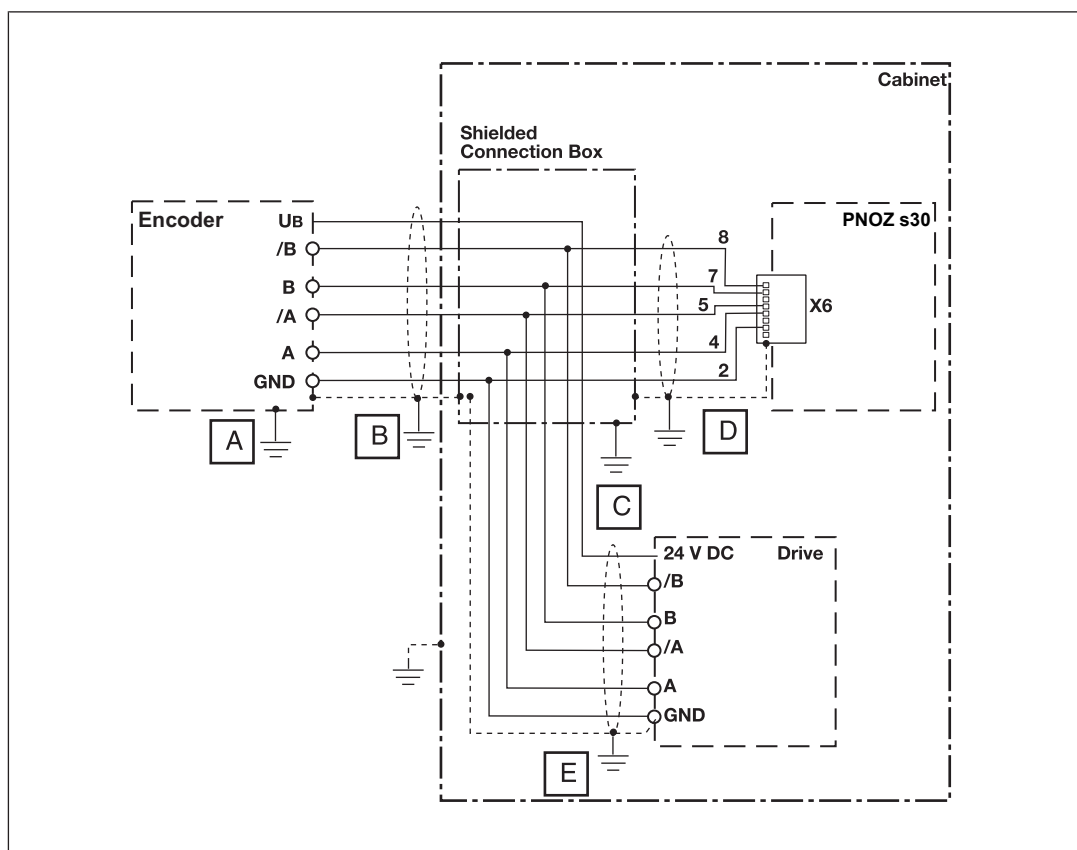 Cabinet
Shielded
Connection Box
Encoder
UB
/B
B
/A
A
GND
PNOZ s30
8
7
5
4
2
X6
A
B
D
C
24 V DC
Drive
/B
B
/A
A
GND
E